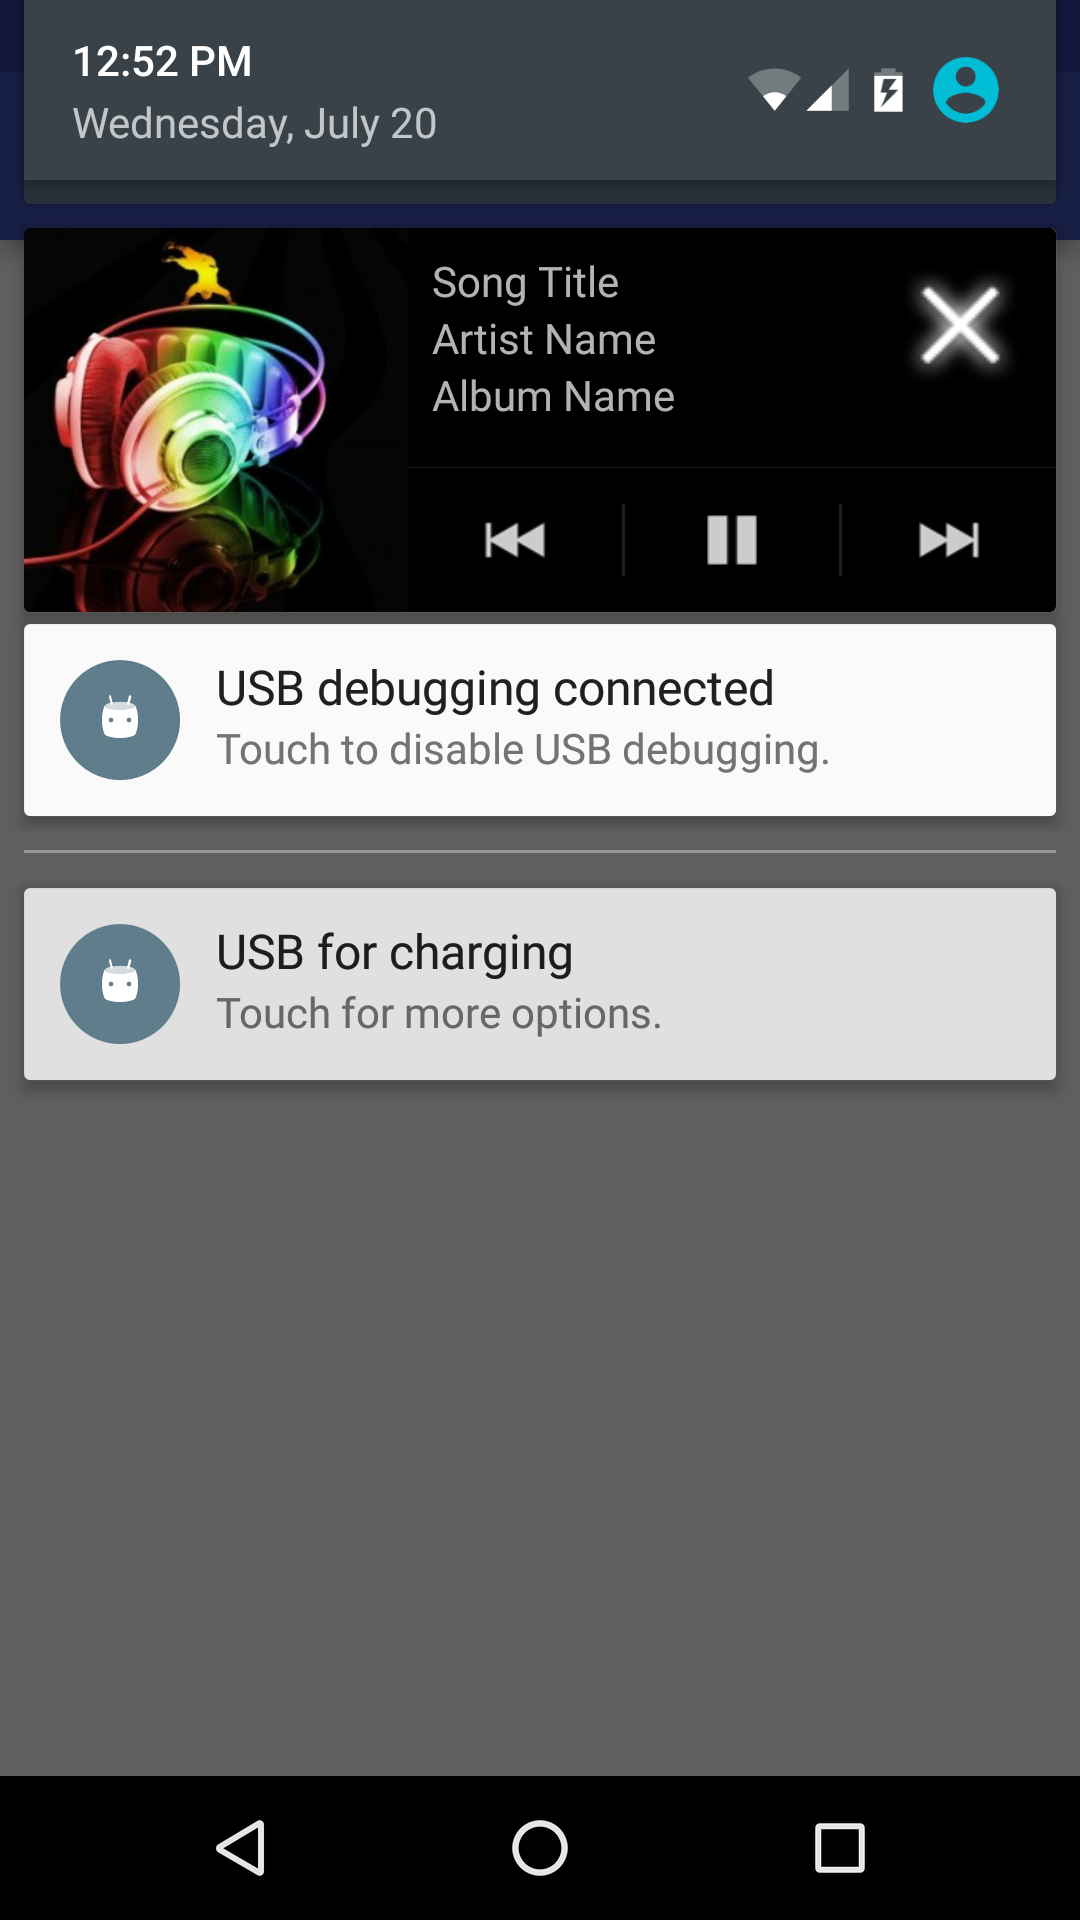 12:52 PM
Wednesday, July 20
Song Title
Artist Name
Album Name
USB debugging connected
Touch to disable USB debugging.
USB for charging
Touch for more options.